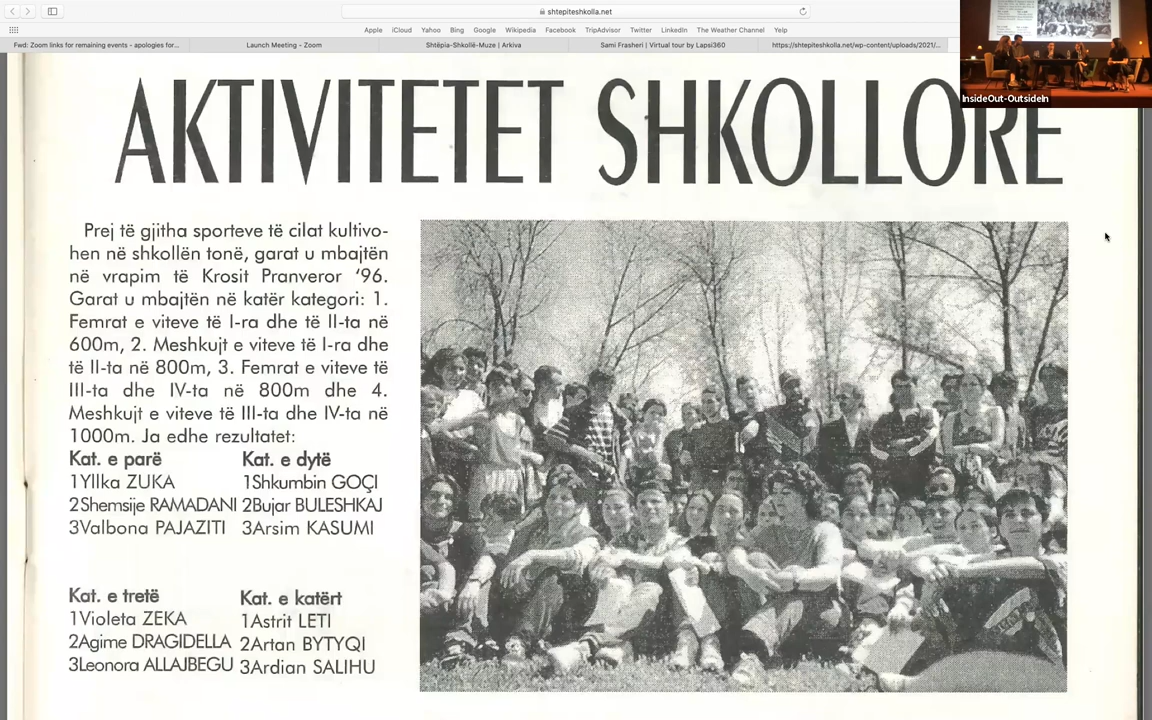 shtepiteshkolla.net
Apple iCloud Yahoo Bing Google Wikipedia Facebook Twitter LinkedIn The Weather Channel Yelp TripAdvisor
Fwd: Zoom links for remaining events - apologies for... Launch Meeting - Zoom Shtëpia-Shkollë-Muze | Arkiva Sami Frasheri | Virtual tour by Lapsi360 https://shtepiteshkolla.net/wp-content/uploads/2021/...
InsideOut-OutsideIn
AKTIVITETET SHKOLLORE
Prej të gjitha sporteve të cilat kultivo-
hen në shkollën tonë, garat u mbajtën
në vrapim të Krosit Pranveror ‘96.
Garat u mbajtën në katër kategori: 1.
Femrat e viteve të I-ra dhe të II-ta në
600m, 2. Meshkujt e viteve të I-ra dhe
të II-ta në 800m, 3. Femrat e viteve të
III-ta dhe IV-ta në 800m dhe 4.
Meshkujt e viteve të III-ta dhe IV-ta në
1000m. Ja edhe rezultatet:
Kat. e parë
1Yllka ZUKA
2Shemsije RAMADANI
3Valbona PAJAZITI
Kat. e dytë
1Shkumbin GOÇI
2Bujar BULESHKAJ
3Arsim KASUMI
Kat. e tretë
1Violeta ZEKA
2Agime DRAGIDELLA
3Leonora ALLAJBEGU
Kat. e katërt
1Astrit LETI
2Artan BYTYQI
3Ardian SALIHU